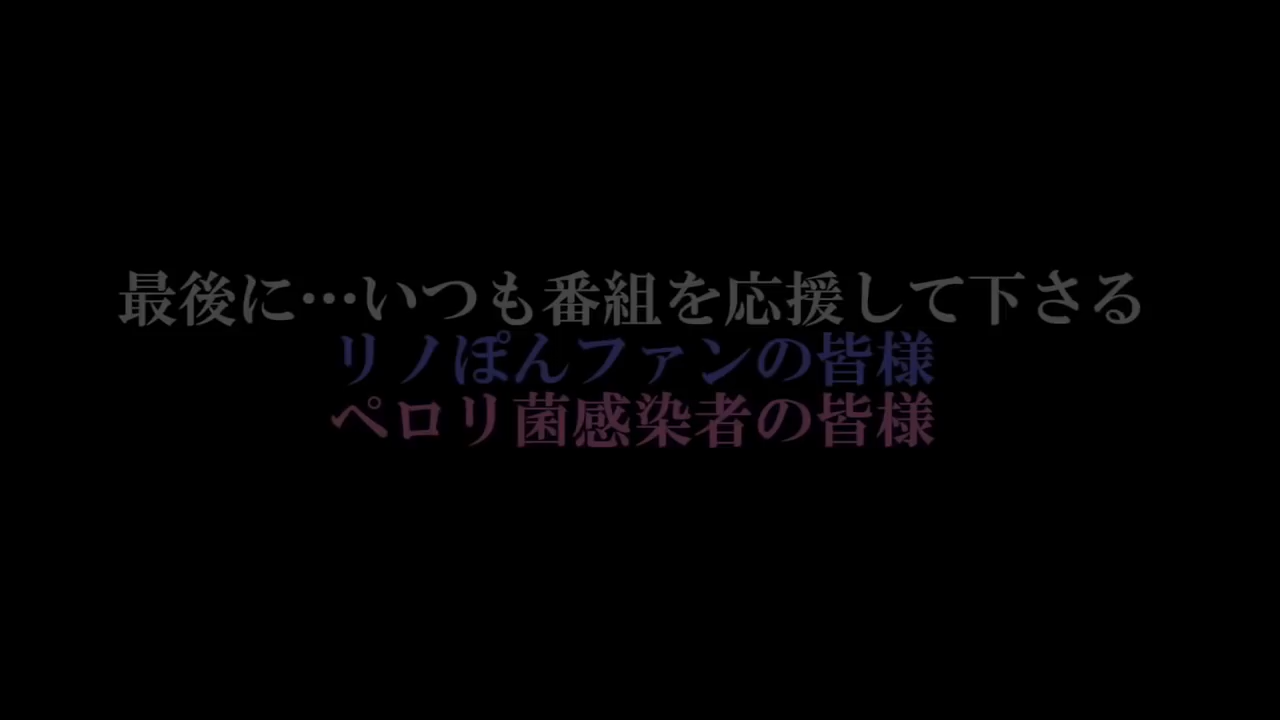 最後に…いつも番組を応援して下さる
リノぽんファンの皆様
ペロリ菌感染者の皆様